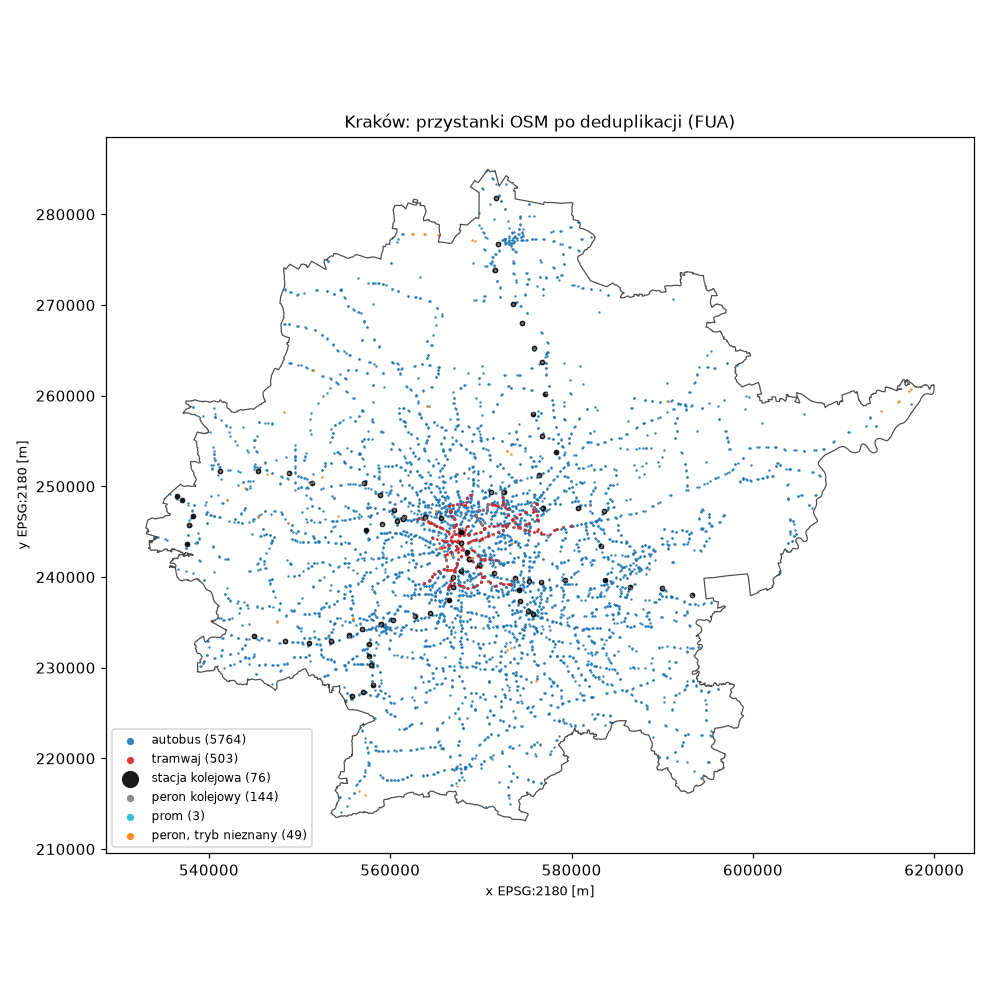 Kraków: przystanki OSM po deduplikacji (FUA)
280000
270000
260000
250000
240000
230000
220000
210000
y EPSG:2180 [m]
autobus (5764)
tramwaj (503)
stacja kolejowa (76)
peron kolejowy (144)
prom (3)
peron, tryb nieznany (49)
540000 560000 580000 600000 620000
x EPSG:2180 [m]